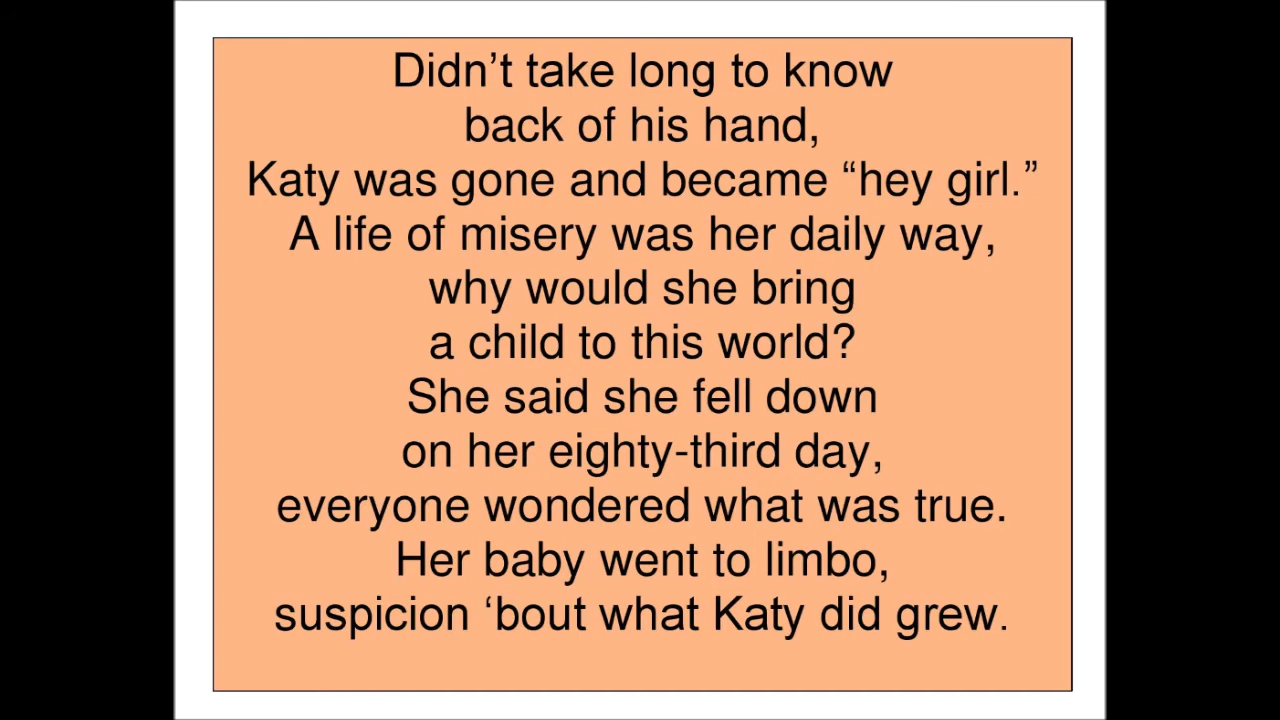 Didn’t take long to know
back of his hand,
Katy was gone and became “hey girl.”
A life of misery was her daily way,
why would she bring
a child to this world?
She said she fell down
on her eighty-third day,
everyone wondered what was true.
Her baby went to limbo,
suspicion ‘bout what Katy did grew.